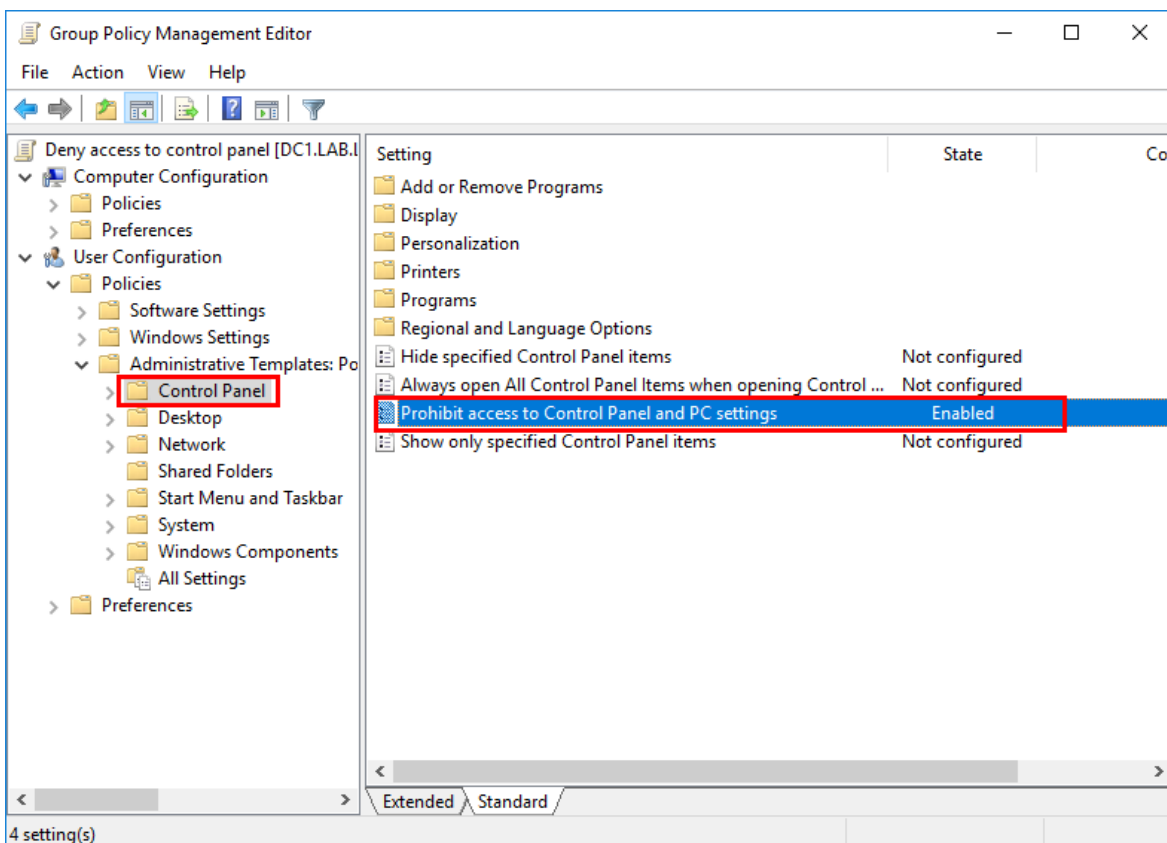 Group Policy Management Editor
File Action View Help
Deny access to control panel [DC1.LAB.L
Computer Configuration
Policies
Preferences
User Configuration
Policies
Software Settings
Windows Settings
Administrative Templates: Po
Control Panel
Desktop
Network
Shared Folders
Start Menu and Taskbar
System
Windows Components
All Settings
Preferences
Setting State Co
Add or Remove Programs
Display
Personalization
Printers
Programs
Regional and Language Options
Hide specified Control Panel items Not configured
Always open All Control Panel Items when opening Control ... Not configured
Prohibit access to Control Panel and PC settings Enabled
Show only specified Control Panel items Not configured
Extended Standard
4 setting(s)